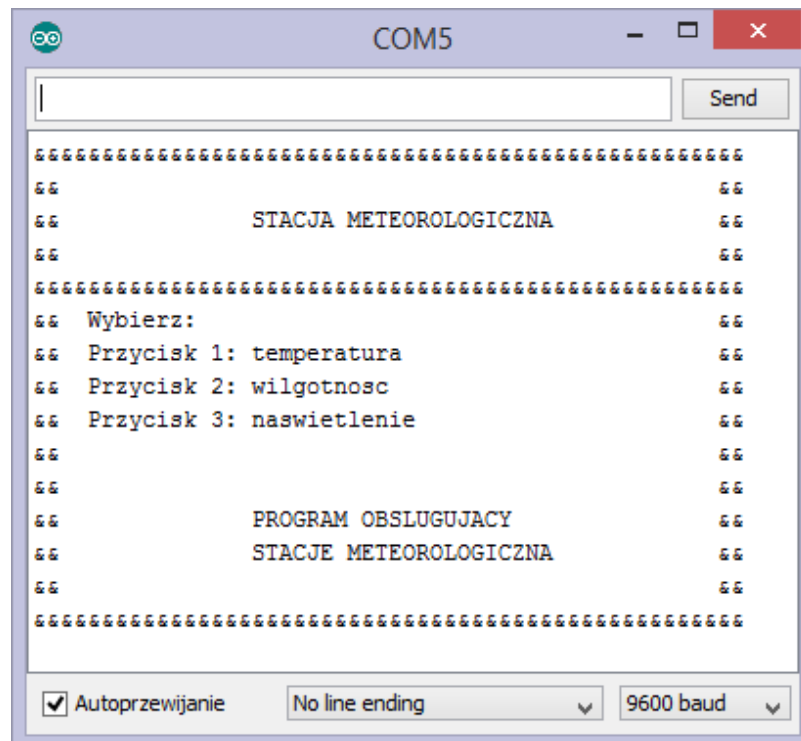 COM5
Send
&&&&&&&&&&&&&&&&&&&&&&&&&&&&&&&&&&&&&&&&&&&&&&&&&&&&
&& &&
&& STACJA METEOROLOGICZNA &&
&& &&
&&&&&&&&&&&&&&&&&&&&&&&&&&&&&&&&&&&&&&&&&&&&&&&&&&&&
&& Wybierz: &&
&& Przycisk 1: temperatura &&
&& Przycisk 2: wilgotnosc &&
&& Przycisk 3: naswietlenie &&
&& &&
&& &&
&& PROGRAM OBSLUGUJACY &&
&& STACJE METEOROLOGICZNA &&
&& &&
&&&&&&&&&&&&&&&&&&&&&&&&&&&&&&&&&&&&&&&&&&&&&&&&&&&&
Autoprzewijanie No line ending 9600 baud